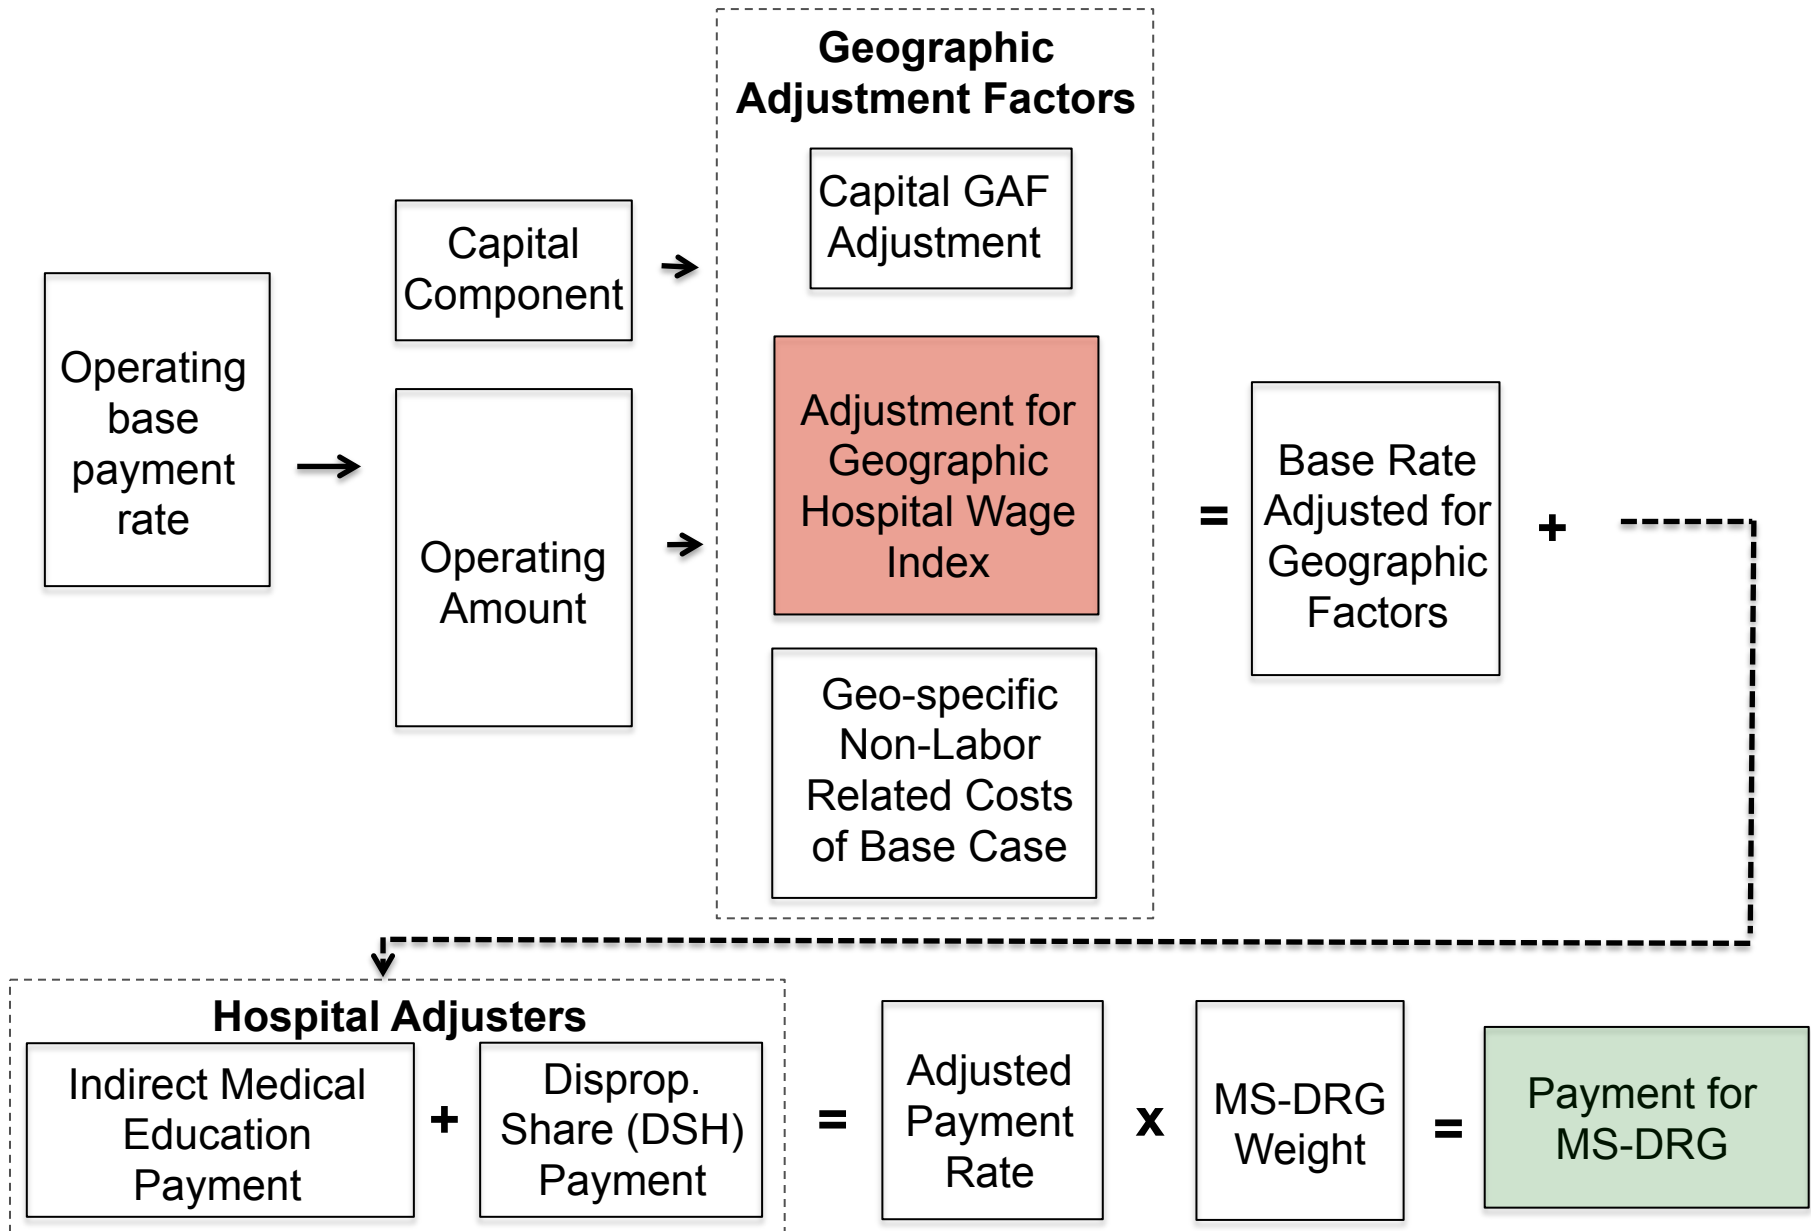 Geographic
Adjustment Factors
Capital GAF
Adjustment
Capital
Component
Operating
base
payment
rate
Operating
Amount
Adjustment for
Geographic
Hospital Wage
Index
Geo-specific
Non-Labor
Related Costs
of Base Case
=
Base Rate
Adjusted for
Geographic
Factors
+
Hospital Adjusters
Indirect Medical
Education
Payment
+
Disprop.
Share (DSH)
Payment
=
Adjusted
Payment
Rate
x
MS-DRG
Weight
=
Payment for
MS-DRG